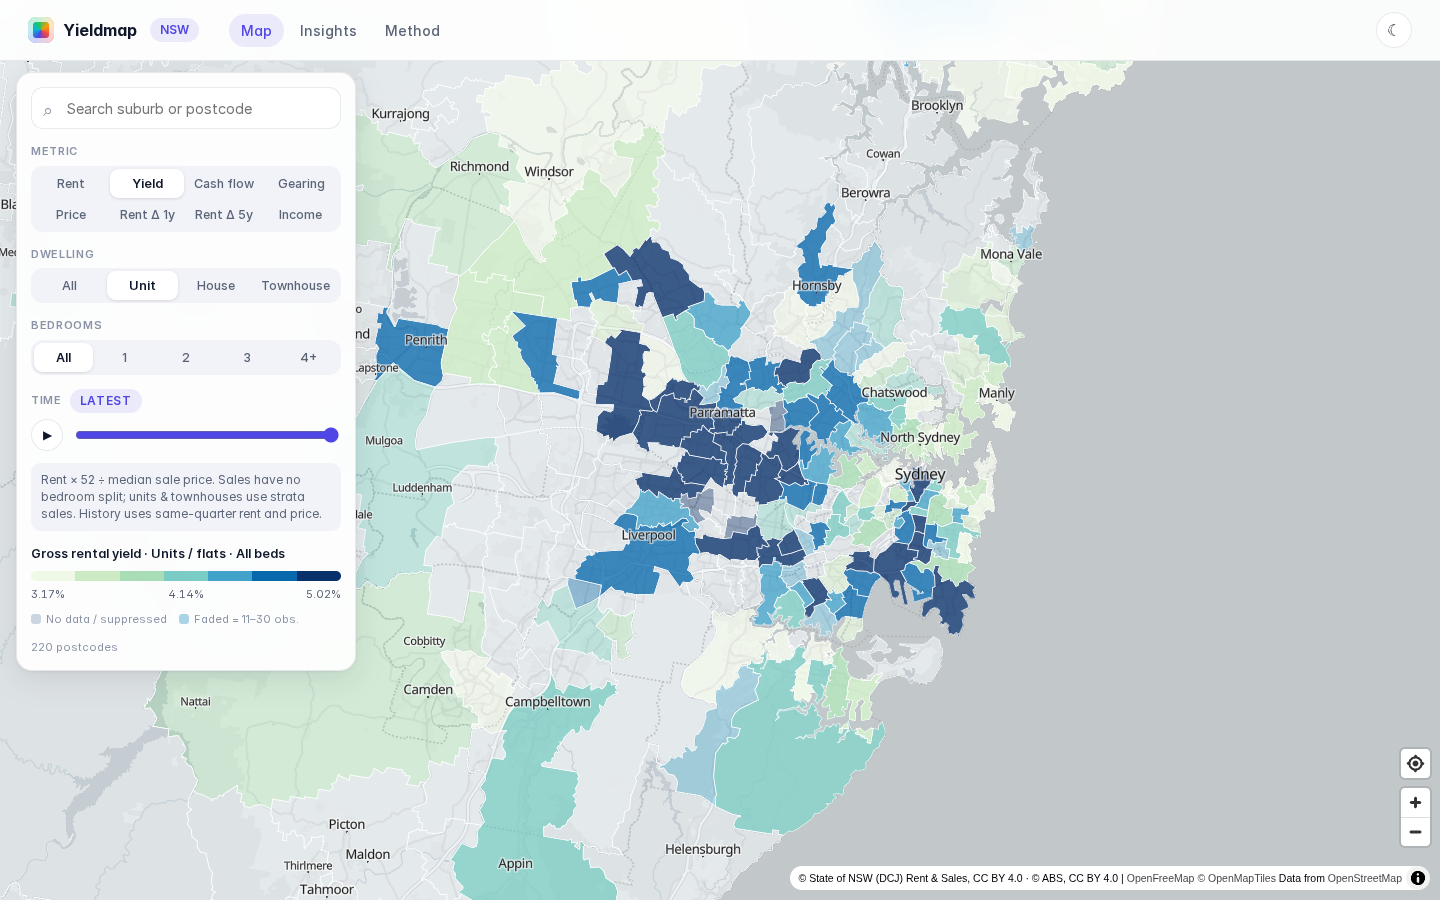 Yieldmap NSW Map Insights Method
Search suburb or postcode
METRIC
Rent Yield Cash flow Gearing
Price Rent Δ 1y Rent Δ 5y Income
DWELLING
All Unit House Townhouse
BEDROOMS
All 1 2 3 4+
TIME LATEST
Rent × 52 ÷ median sale price. Sales have no
bedroom split; units & townhouses use strata
sales. History uses same-quarter rent and price.
Gross rental yield · Units / flats · All beds
3.17% 4.14% 5.02%
No data / suppressed Faded = 11–30 obs.
220 postcodes
Kurrajong
Brooklyn
Cowan
Richmond
Windsor
Berowra
Mona Vale
Hornsby
Penrith
Chatswood
Manly
Parramatta
North Sydney
Mulgoa
Sydney
Luddenham
Liverpool
Cobbitty
Camden
Nattai
Campbelltown
Picton
Helensburgh
Maldon
Thirlmere
Appin
Tahmoor
© State of NSW (DCJ) Rent & Sales, CC BY 4.0 · © ABS, CC BY 4.0 | OpenFreeMap © OpenMapTiles Data from OpenStreetMap